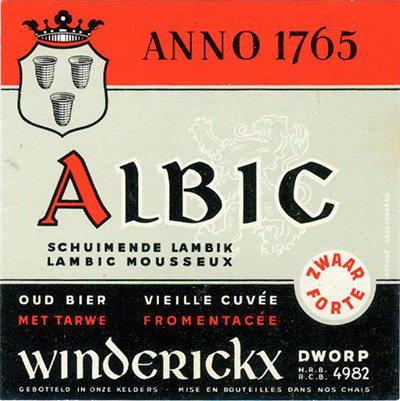 ANNO 1765
ALBIC
SCHUIMENDE LAMBIK
LAMBIC MOUSSEUX
ZWAAR
FORTE
OUD BIER VIEILLE CUVÉE
MET TARWE FROMENTACÉE
WINDERICKX DWORP
H.R.B.
R.C.B. 4982
GEBOTTELD IN ONZE KELDERS - MISE EN BOUTEILLES DANS NOS CHAIS